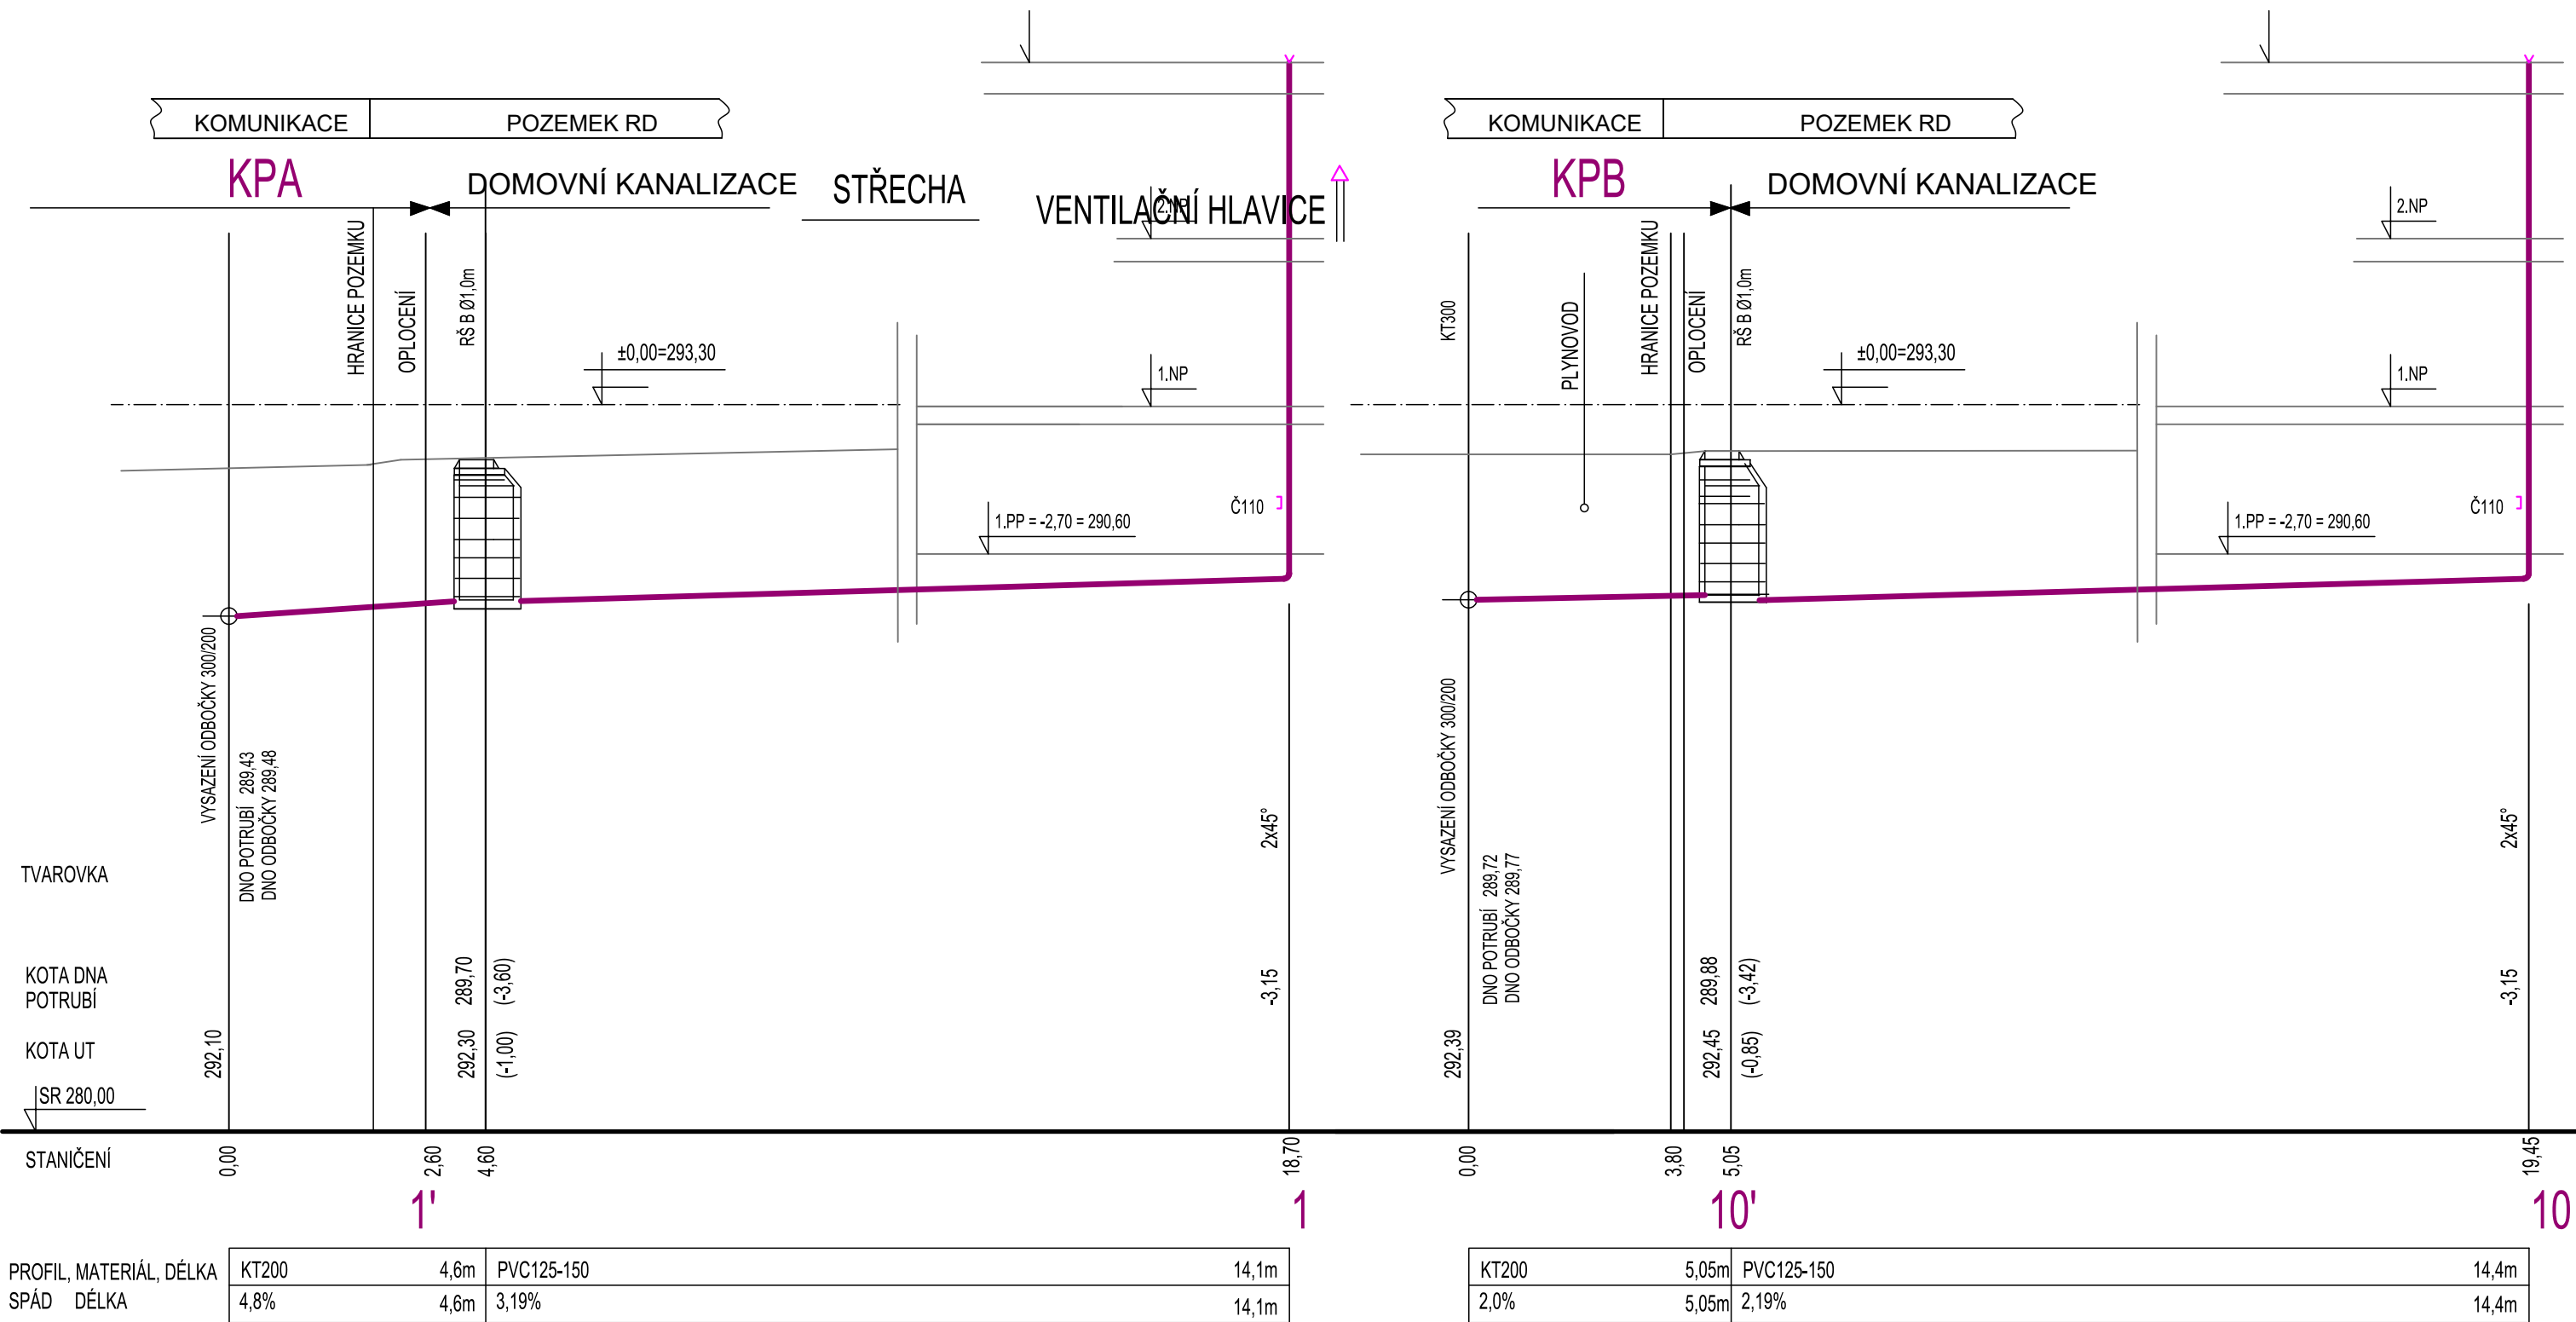 KOMUNIKACE POZEMEK RD
KPA
DOMOVNÍ KANALIZACE
STŘECHA
VENTILAČNÍ HLAVICE
2.NP
HRANICE POZEMKU
OPLOCENÍ
RŠ B Ø1,0m
±0,00=293,30
1.NP
Č110
1.PP = -2,70 = 290,60
VYSAZENÍ ODBOČKY 300/200
DNO POTRUBÍ 289,43
DNO ODBOČKY 289,48
2x45°
KOMUNIKACE POZEMEK RD
KPB
DOMOVNÍ KANALIZACE
2.NP
KT300
PLYNOVOD
HRANICE POZEMKU
OPLOCENÍ
RŠ B Ø1,0m
±0,00=293,30
1.NP
Č110
1.PP = -2,70 = 290,60
VYSAZENÍ ODBOČKY 300/200
DNO POTRUBÍ 289,72
DNO ODBOČKY 289,77
2x45°
TVAROVKA
KOTA DNA
POTRUBÍ
289,70
(-3,60)
-3,15
289,88
(-3,42)
-3,15
KOTA UT
292,10
292,30
(-1,00)
292,39
292,45
(-0,85)
SR 280,00
STANIČENÍ
0,00
2,60
4,60
18,70
0,00
3,80
5,05
19,45
1' 1 10' 10
PROFIL, MATERIÁL, DÉLKA KT200 4,6m PVC125-150 14,1m KT200 5,05m PVC125-150 14,4m
SPÁD DÉLKA 4,8% 4,6m 3,19% 14,1m 2,0% 5,05m 2,19% 14,4m